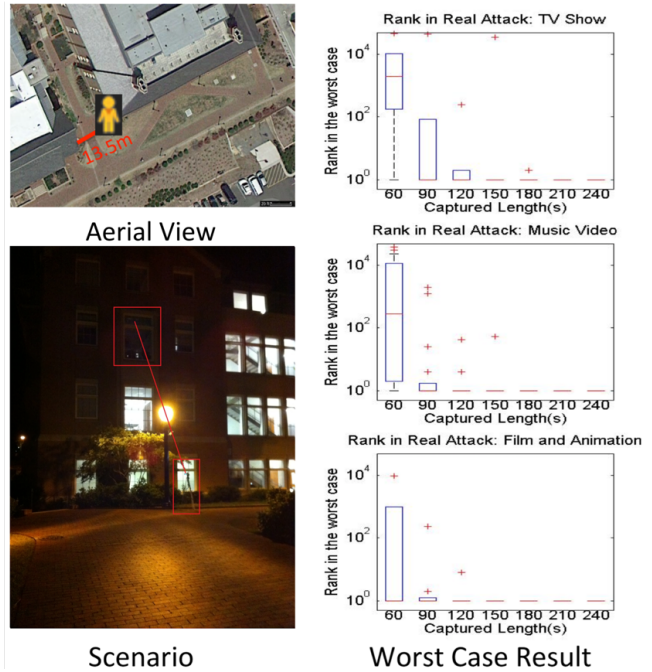 13.5m
Aerial View
Scenario
Rank in Real Attack: TV Show
Rank in the worst case
10^4
10^2
10^0
60 90 120 150 180 210 240
Captured Length(s)
Rank in Real Attack: Music Video
Rank in the worst case
10^4
10^2
10^0
60 90 120 150 180 210 240
Captured Length(s)
Rank in Real Attack: Film and Animation
Rank in the worst case
10^4
10^2
10^0
60 90 120 150 180 210 240
Captured Length(s)
Worst Case Result